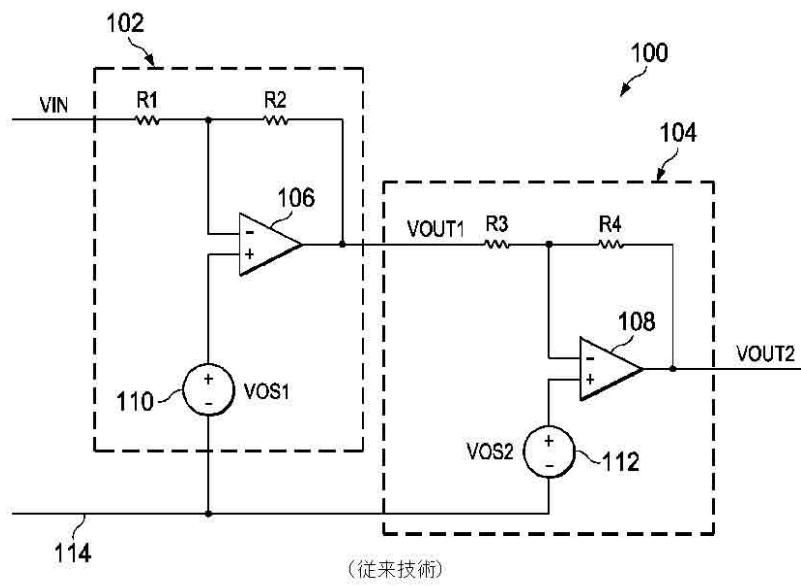 102
100
VIN
R1
R2
104
106
VOUT1
R3
R4
-
+
108
110
+
-
VOS1
-
+
VOUT2
VOS2
+
-
112
114
(従来技術)